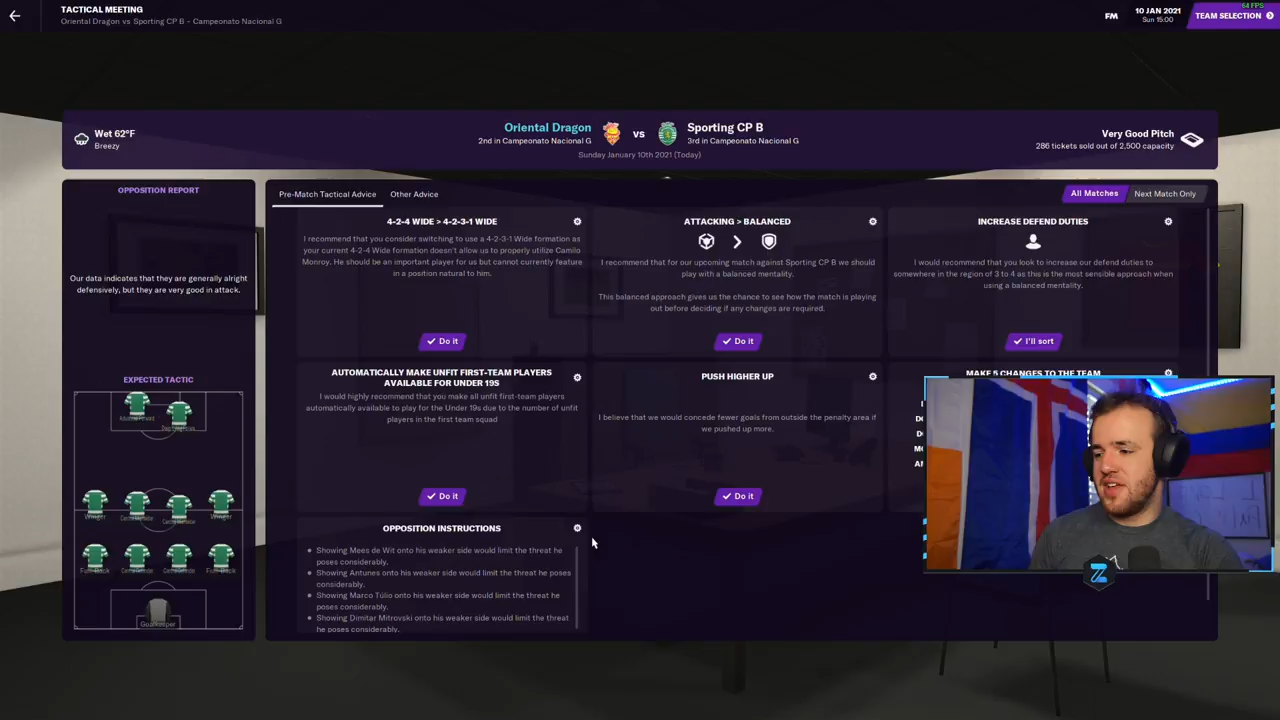 TACTICAL MEETING
Oriental Dragon vs Sporting CP B - Campeonato Nacional G
FM
10 JAN 2021
Sun 15:00
64 FPS
TEAM SELECTION
Wet 62°F
Breezy
Oriental Dragon
2nd in Campeonato Nacional G
VS
Sporting CP B
3rd in Campeonato Nacional G
Sunday January 10th 2021 (Today)
Very Good Pitch
286 tickets sold out of 2,500 capacity
OPPOSITION REPORT
Our data indicates that they are generally alright
defensively, but they are very good in attack.
EXPECTED TACTIC
Winger
Winger
Full-Back
Full-Back
Goalkeeper
Pre-Match Tactical Advice
Other Advice
All Matches
Next Match Only
4-2-4 WIDE > 4-2-3-1 WIDE
I recommend that you consider switching to use a 4-2-3-1 Wide formation as
your current 4-2-4 Wide formation doesn't allow us to properly utilize Camilo
Monroy. He should be an important player for us but cannot currently feature
in a position natural to him.
Do it
ATTACKING > BALANCED
I recommend that for our upcoming match against Sporting CP B we should
play with a balanced mentality.
This balanced approach gives us the chance to see how the match is playing
out before deciding if any changes are required.
Do it
INCREASE DEFEND DUTIES
I would recommend that you look to increase our defend duties to
somewhere in the region of 3 to 4 as this is the most sensible approach when
using a balanced mentality.
I'll sort
AUTOMATICALLY MAKE UNFIT FIRST-TEAM PLAYERS
AVAILABLE FOR UNDER 19S
I would highly recommend that you make all unfit first-team players
automatically available to play for the Under 19s due to the number of unfit
players in the first team squad
Do it
PUSH HIGHER UP
I believe that we would concede fewer goals from outside the penalty area if
we pushed up more.
Do it
MAKE 5 CHANGES TO THE TEAM
OPPOSITION INSTRUCTIONS
Showing Mees de Wit onto his weaker side would limit the threat he
poses considerably.
Showing Antunes onto his weaker side would limit the threat he poses
considerably.
Showing Marco Túlio onto his weaker side would limit the threat he
poses considerably.
Showing Dimitar Mitrovski onto his weaker side would limit the threat
he poses considerably.